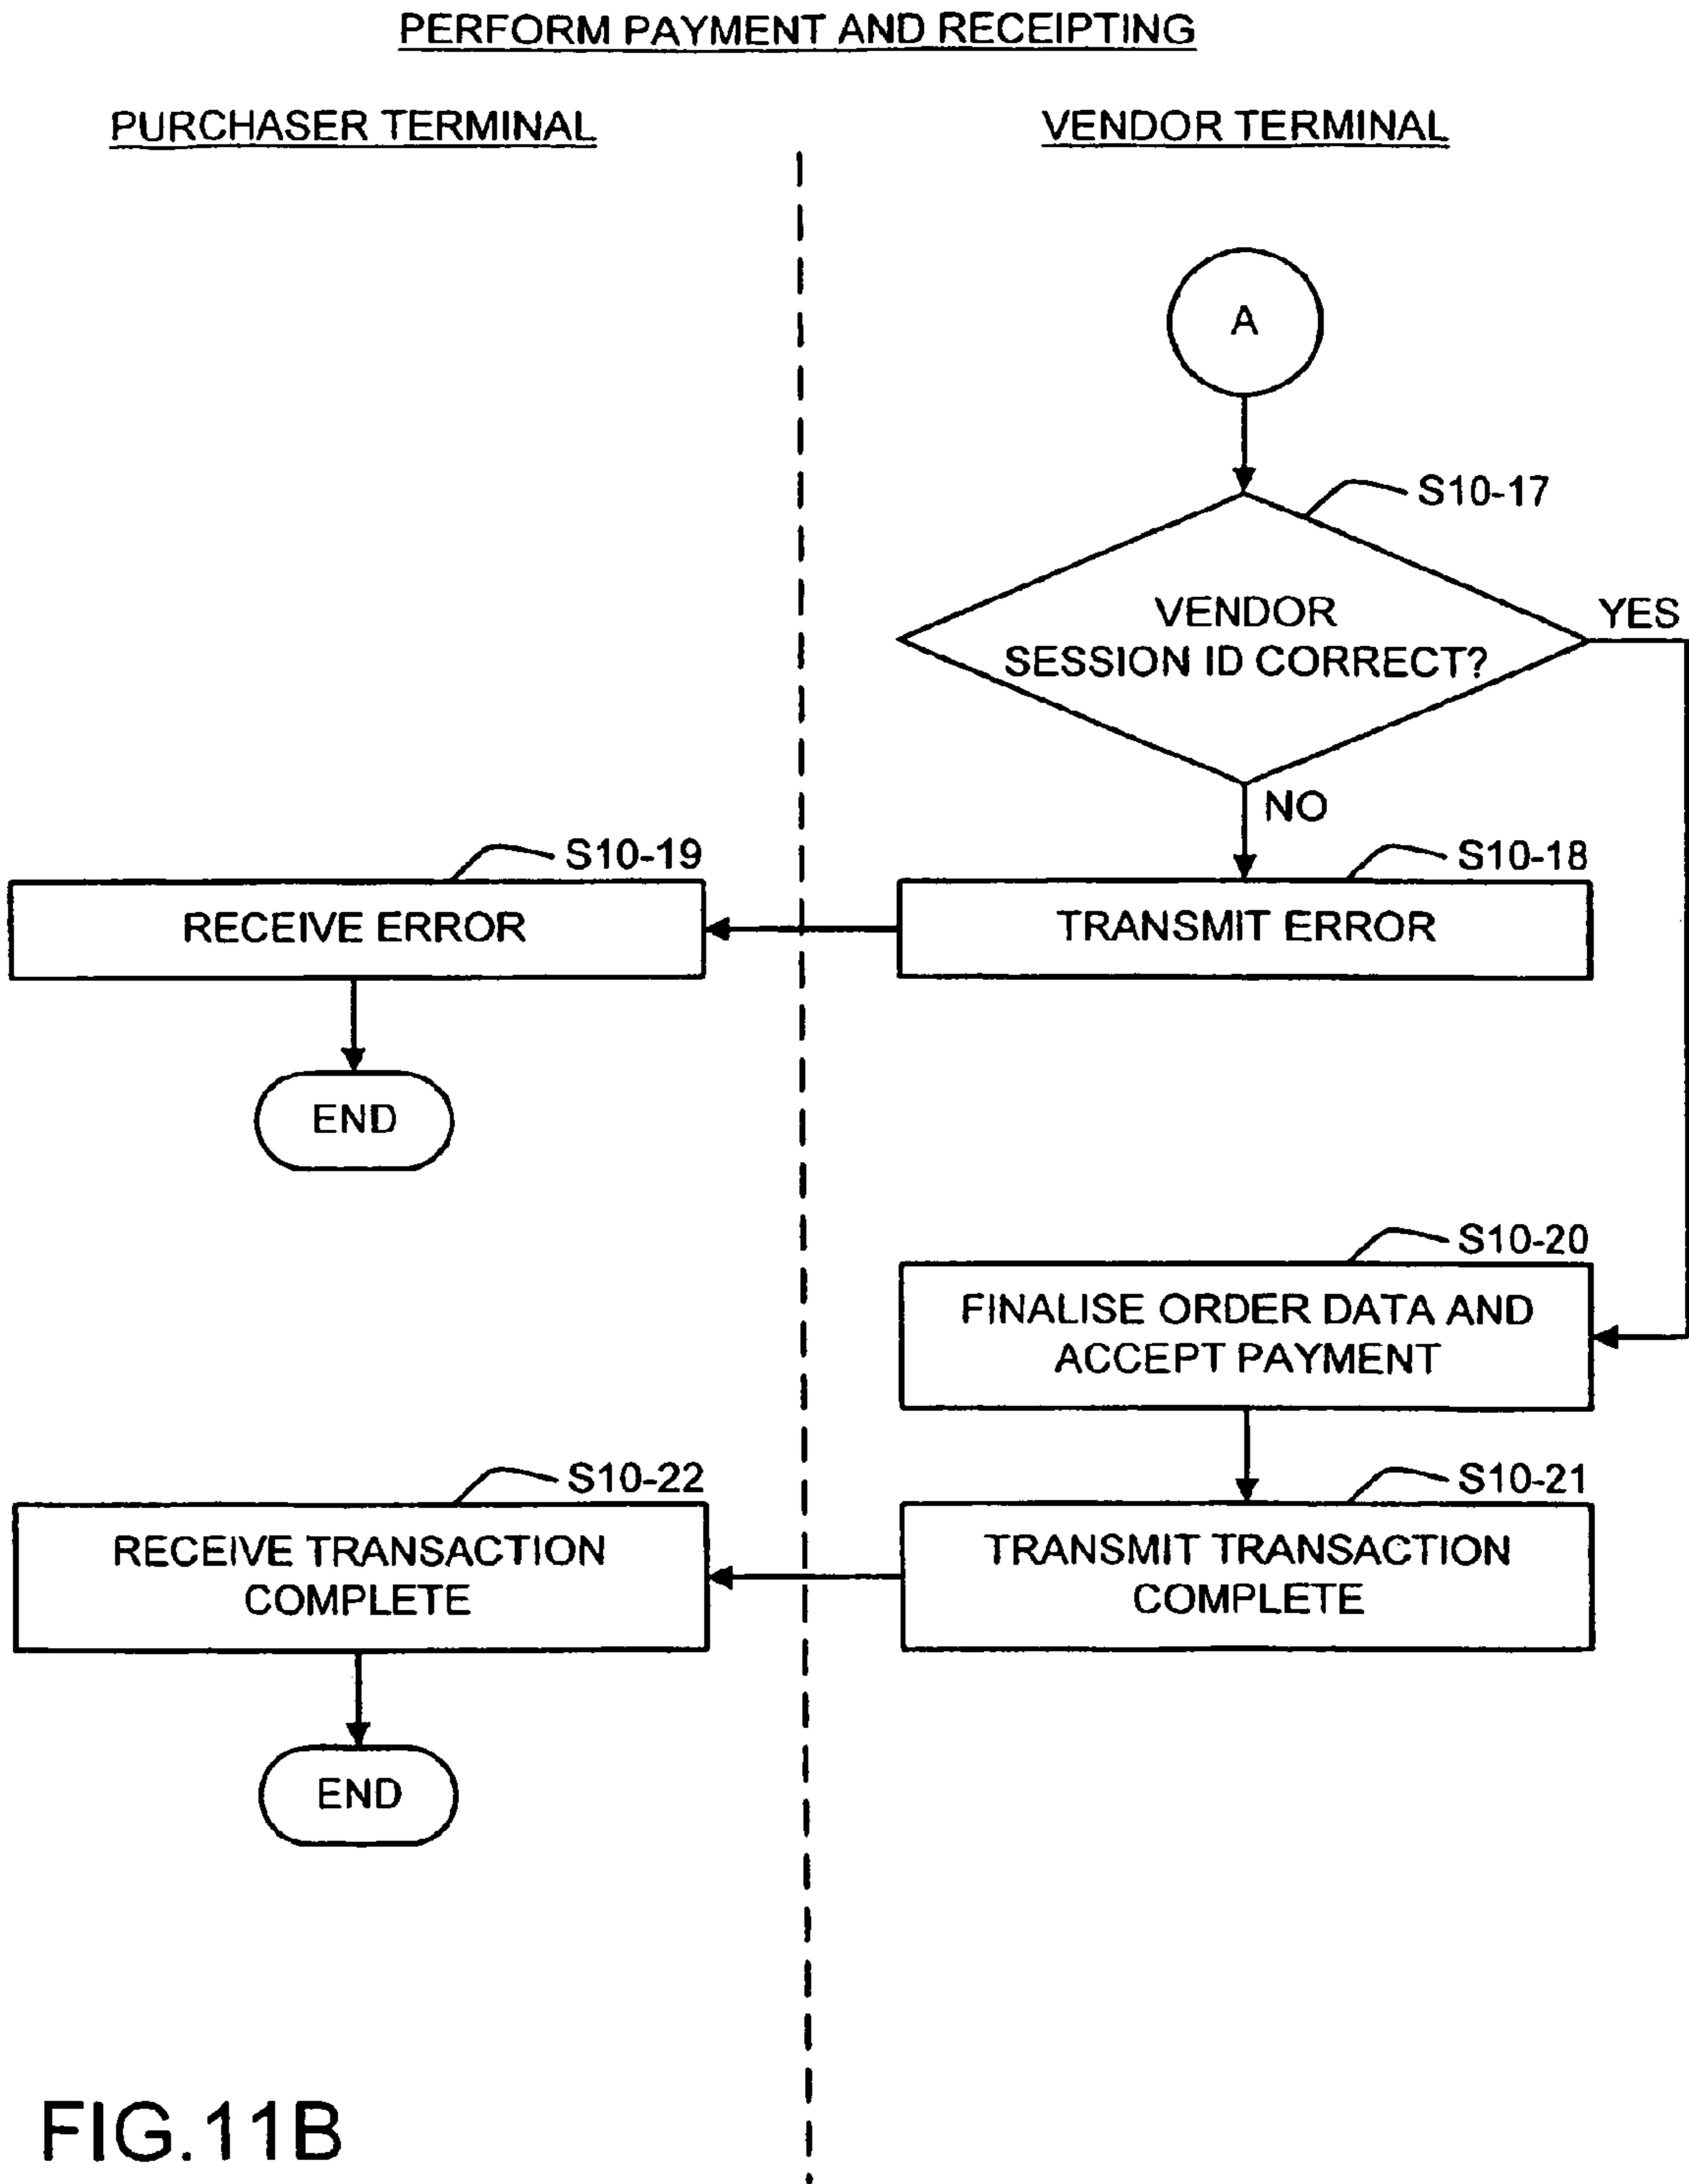 PERFORM PAYMENT AND RECEIPTING
PURCHASER TERMINAL
VENDOR TERMINAL
A
S10-17
VENDOR
SESSION ID CORRECT?
YES
NO
S10-19
S10-18
RECEIVE ERROR
TRANSMIT ERROR
END
S10-20
FINALISE ORDER DATA AND
ACCEPT PAYMENT
S10-22
S10-21
RECEIVE TRANSACTION
COMPLETE
TRANSMIT TRANSACTION
COMPLETE
END
FIG.11B